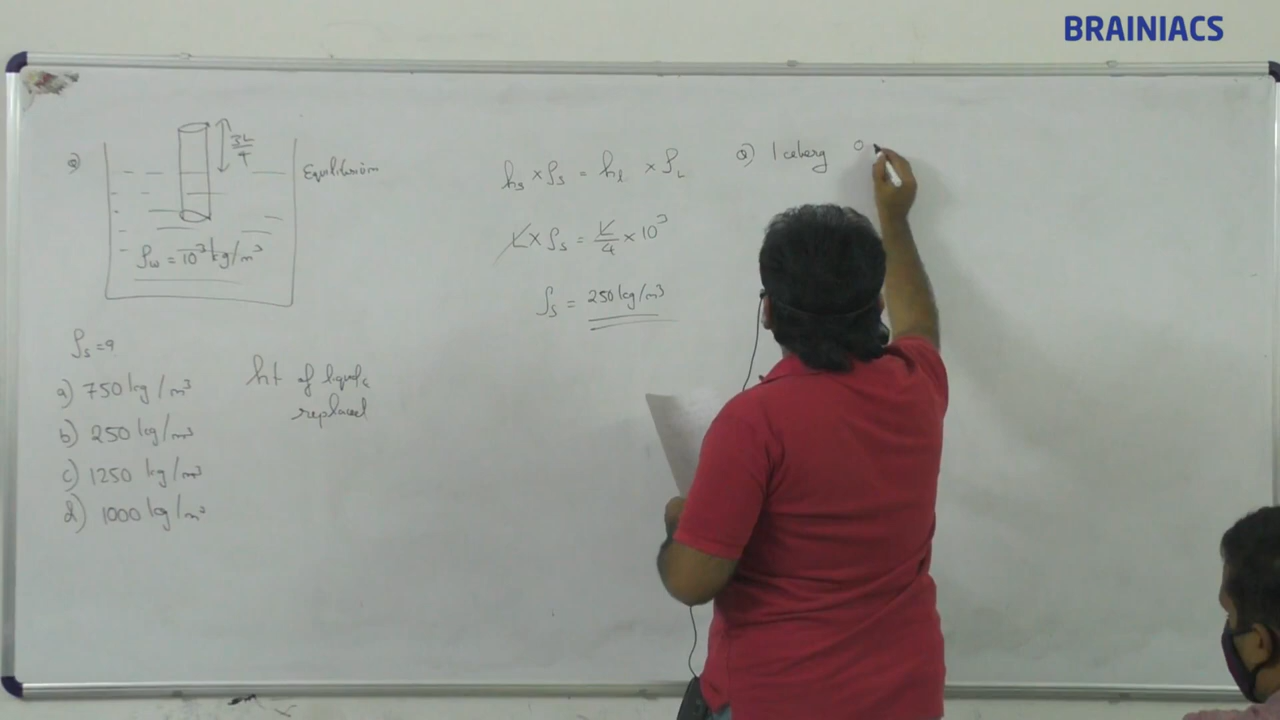 BRAINIACS
Q)
3L/4
Equilibrium
ρw = 10³ kg/m³
ρs = ?
a) 750 kg/m³
b) 250 kg/m³
c) 1250 kg/m³
d) 1000 kg/m³
ht of liquid
replaced
hs × ρs = hl × ρL
L × ρs = L/4 × 10³
ρs = 250 kg/m³
Q) Iceberg